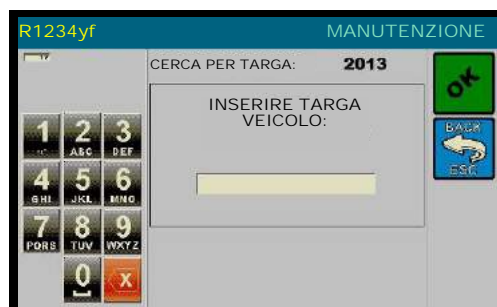 R1234yf MANUTENZIONE
CERCA PER TARGA: 2013
INSERIRE TARGA
VEICOLO:
OK
BACK
ESC
1 2 3
ABC DEF
4 5 6
GHI JKL MNO
7 8 9
PQRS TUV WXYZ
0 X